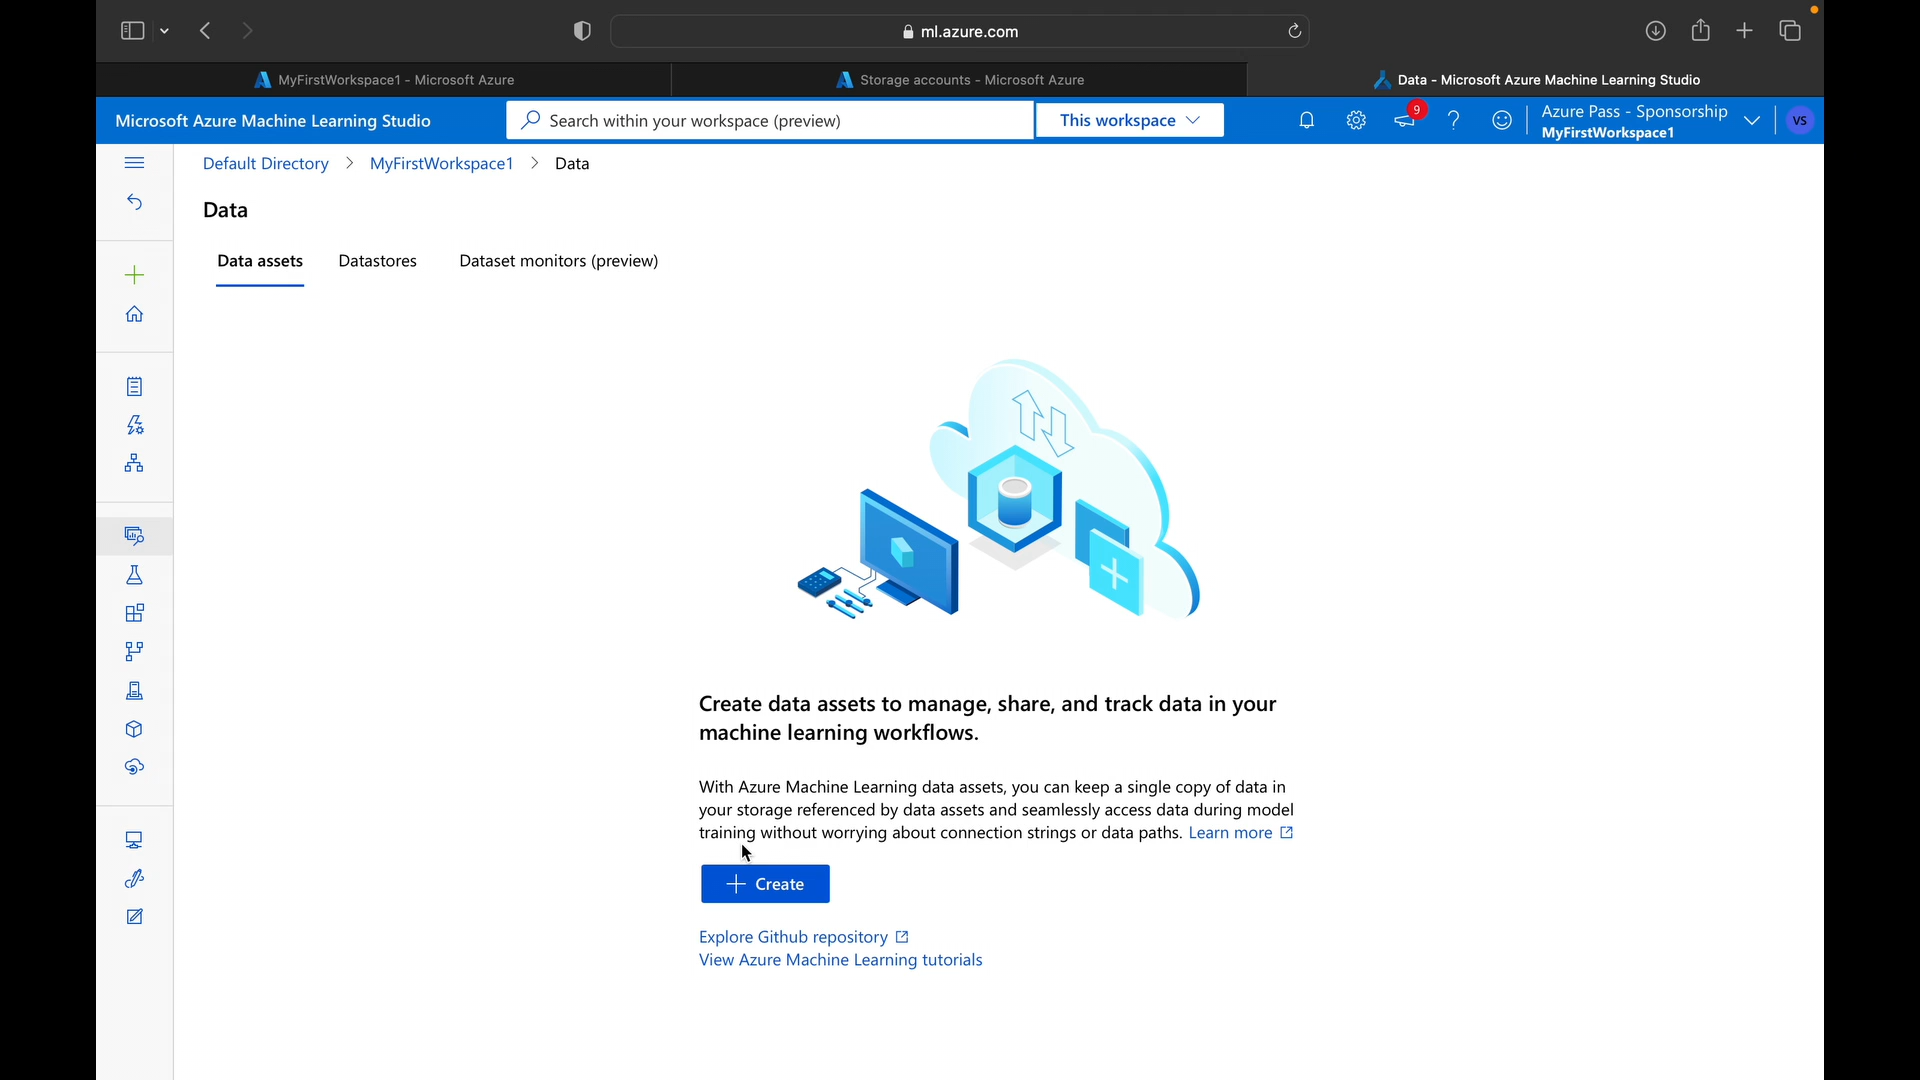 ml.azure.com
MyFirstWorkspace1 - Microsoft Azure
Storage accounts - Microsoft Azure
Data - Microsoft Azure Machine Learning Studio
Microsoft Azure Machine Learning Studio
Search within your workspace (preview)
This workspace
9
Azure Pass - Sponsorship
MyFirstWorkspace1
VS
Default Directory > MyFirstWorkspace1 > Data
Data
Data assets
Datastores
Dataset monitors (preview)
Create data assets to manage, share, and track data in your
machine learning workflows.
With Azure Machine Learning data assets, you can keep a single copy of data in
your storage referenced by data assets and seamlessly access data during model
training without worrying about connection strings or data paths. Learn more
Create
Explore Github repository
View Azure Machine Learning tutorials